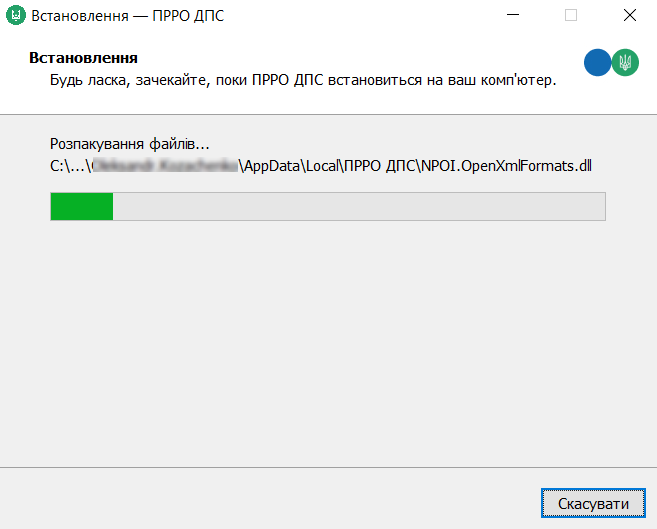 Встановлення — ПРРО ДПС
Встановлення
Будь ласка, зачекайте, поки ПРРО ДПС встановиться на ваш комп'ютер.
Розпакування файлів...
C:\...\ \AppData\Local\ПРРО ДПС\NPOI.OpenXmlFormats.dll
Скасувати